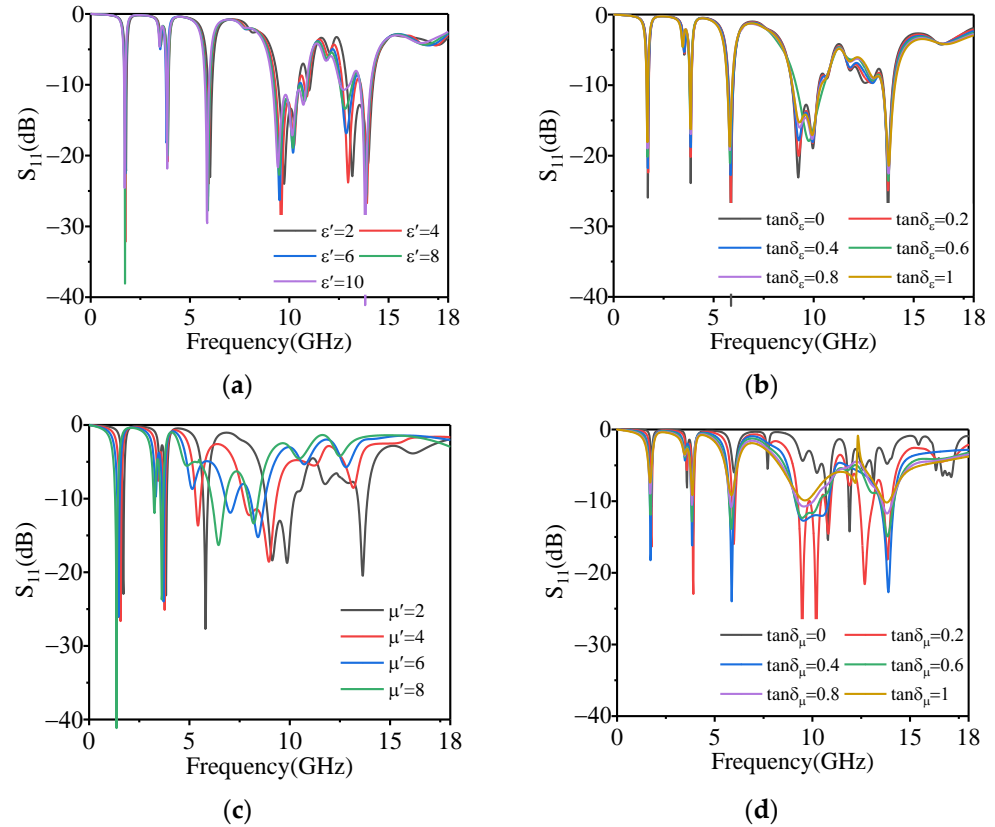 0
−10
−20
−30
−40
S₁₁(dB)
ε′=2 ε′=4
ε′=6 ε′=8
ε′=10
0 5 10 15 18
Frequency(GHz)
(a)
0
−10
−20
−30
−40
S₁₁(dB)
tanδε=0 tanδε=0.2
tanδε=0.4 tanδε=0.6
tanδε=0.8 tanδε=1
0 5 10 15 18
Frequency(GHz)
(b)
0
−10
−20
−30
−40
S₁₁(dB)
μ′=2
μ′=4
μ′=6
μ′=8
0 5 10 15 18
Frequency(GHz)
(c)
0
−10
−20
−30
−40
S₁₁(dB)
tanδμ=0 tanδμ=0.2
tanδμ=0.4 tanδμ=0.6
tanδμ=0.8 tanδμ=1
0 5 10 15 18
Frequency(GHz)
(d)